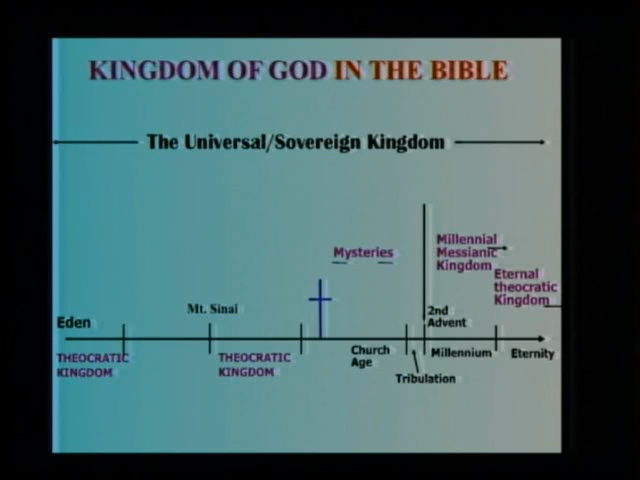 KINGDOM OF GOD IN THE BIBLE
The Universal/Sovereign Kingdom
Mysteries
Millennial
Messianic
Kingdom
Eternal
theocratic
Kingdom
Mt. Sinai
2nd
Advent
Eden
THEOCRATIC
KINGDOM
THEOCRATIC
KINGDOM
Church
Age
Tribulation
Millennium
Eternity